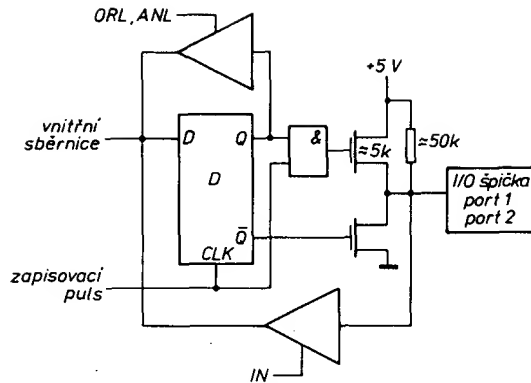 ORL, ANL
+5 V
vnitřní
sběrnice
D
Q
&
≈5k
≈50k
I/O špička
port 1
port 2
D
Q̅
CLK
zapisovací
puls
IN